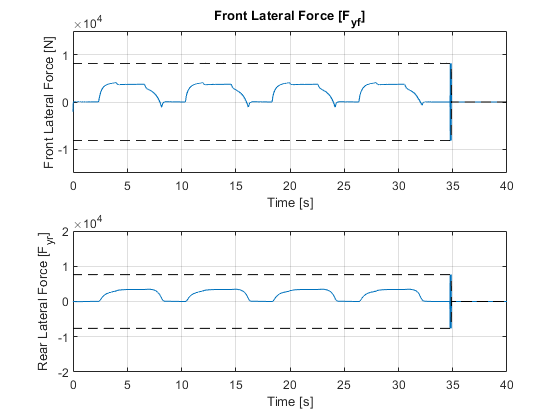 Front Lateral Force [Fyf]
×10^4
Front Lateral Force [N]
1
0
-1
0 5 10 15 20 25 30 35 40
Time [s]
×10^4
Rear Lateral Force [Fyr]
2
1
0
-1
-2
0 5 10 15 20 25 30 35 40
Time [s]